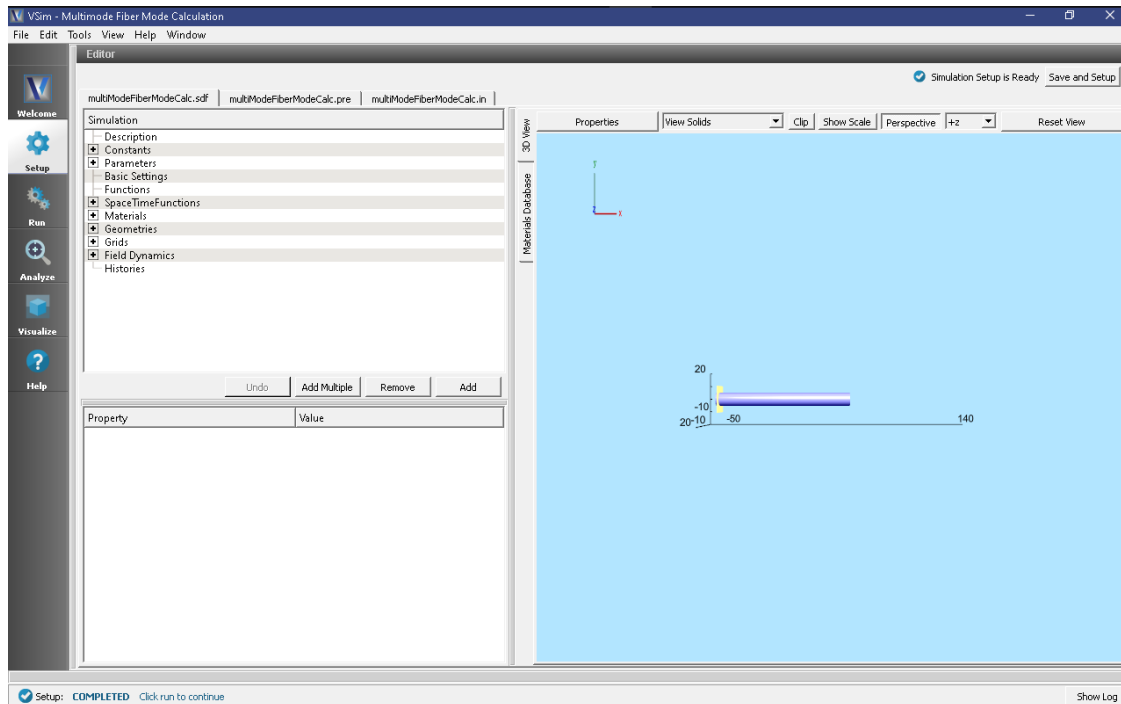 VSim - Multimode Fiber Mode Calculation
File Edit Tools View Help Window
Editor
Simulation Setup is Ready Save and Setup
multiModeFiberModeCalc.sdf multiModeFiberModeCalc.pre multiModeFiberModeCalc.in
Welcome
Setup
Run
Analyze
Visualize
Help
Simulation
Description
Constants
Parameters
Basic Settings
Functions
SpaceTimeFunctions
Materials
Geometries
Grids
Field Dynamics
Histories
Undo Add Multiple Remove Add
Property Value
3D View
Materials Database
Properties View Solids Clip Show Scale Perspective +z Reset View
Y
Z X
20
-10
20 -10 -50 140
Setup: COMPLETED Click run to continue
Show Log